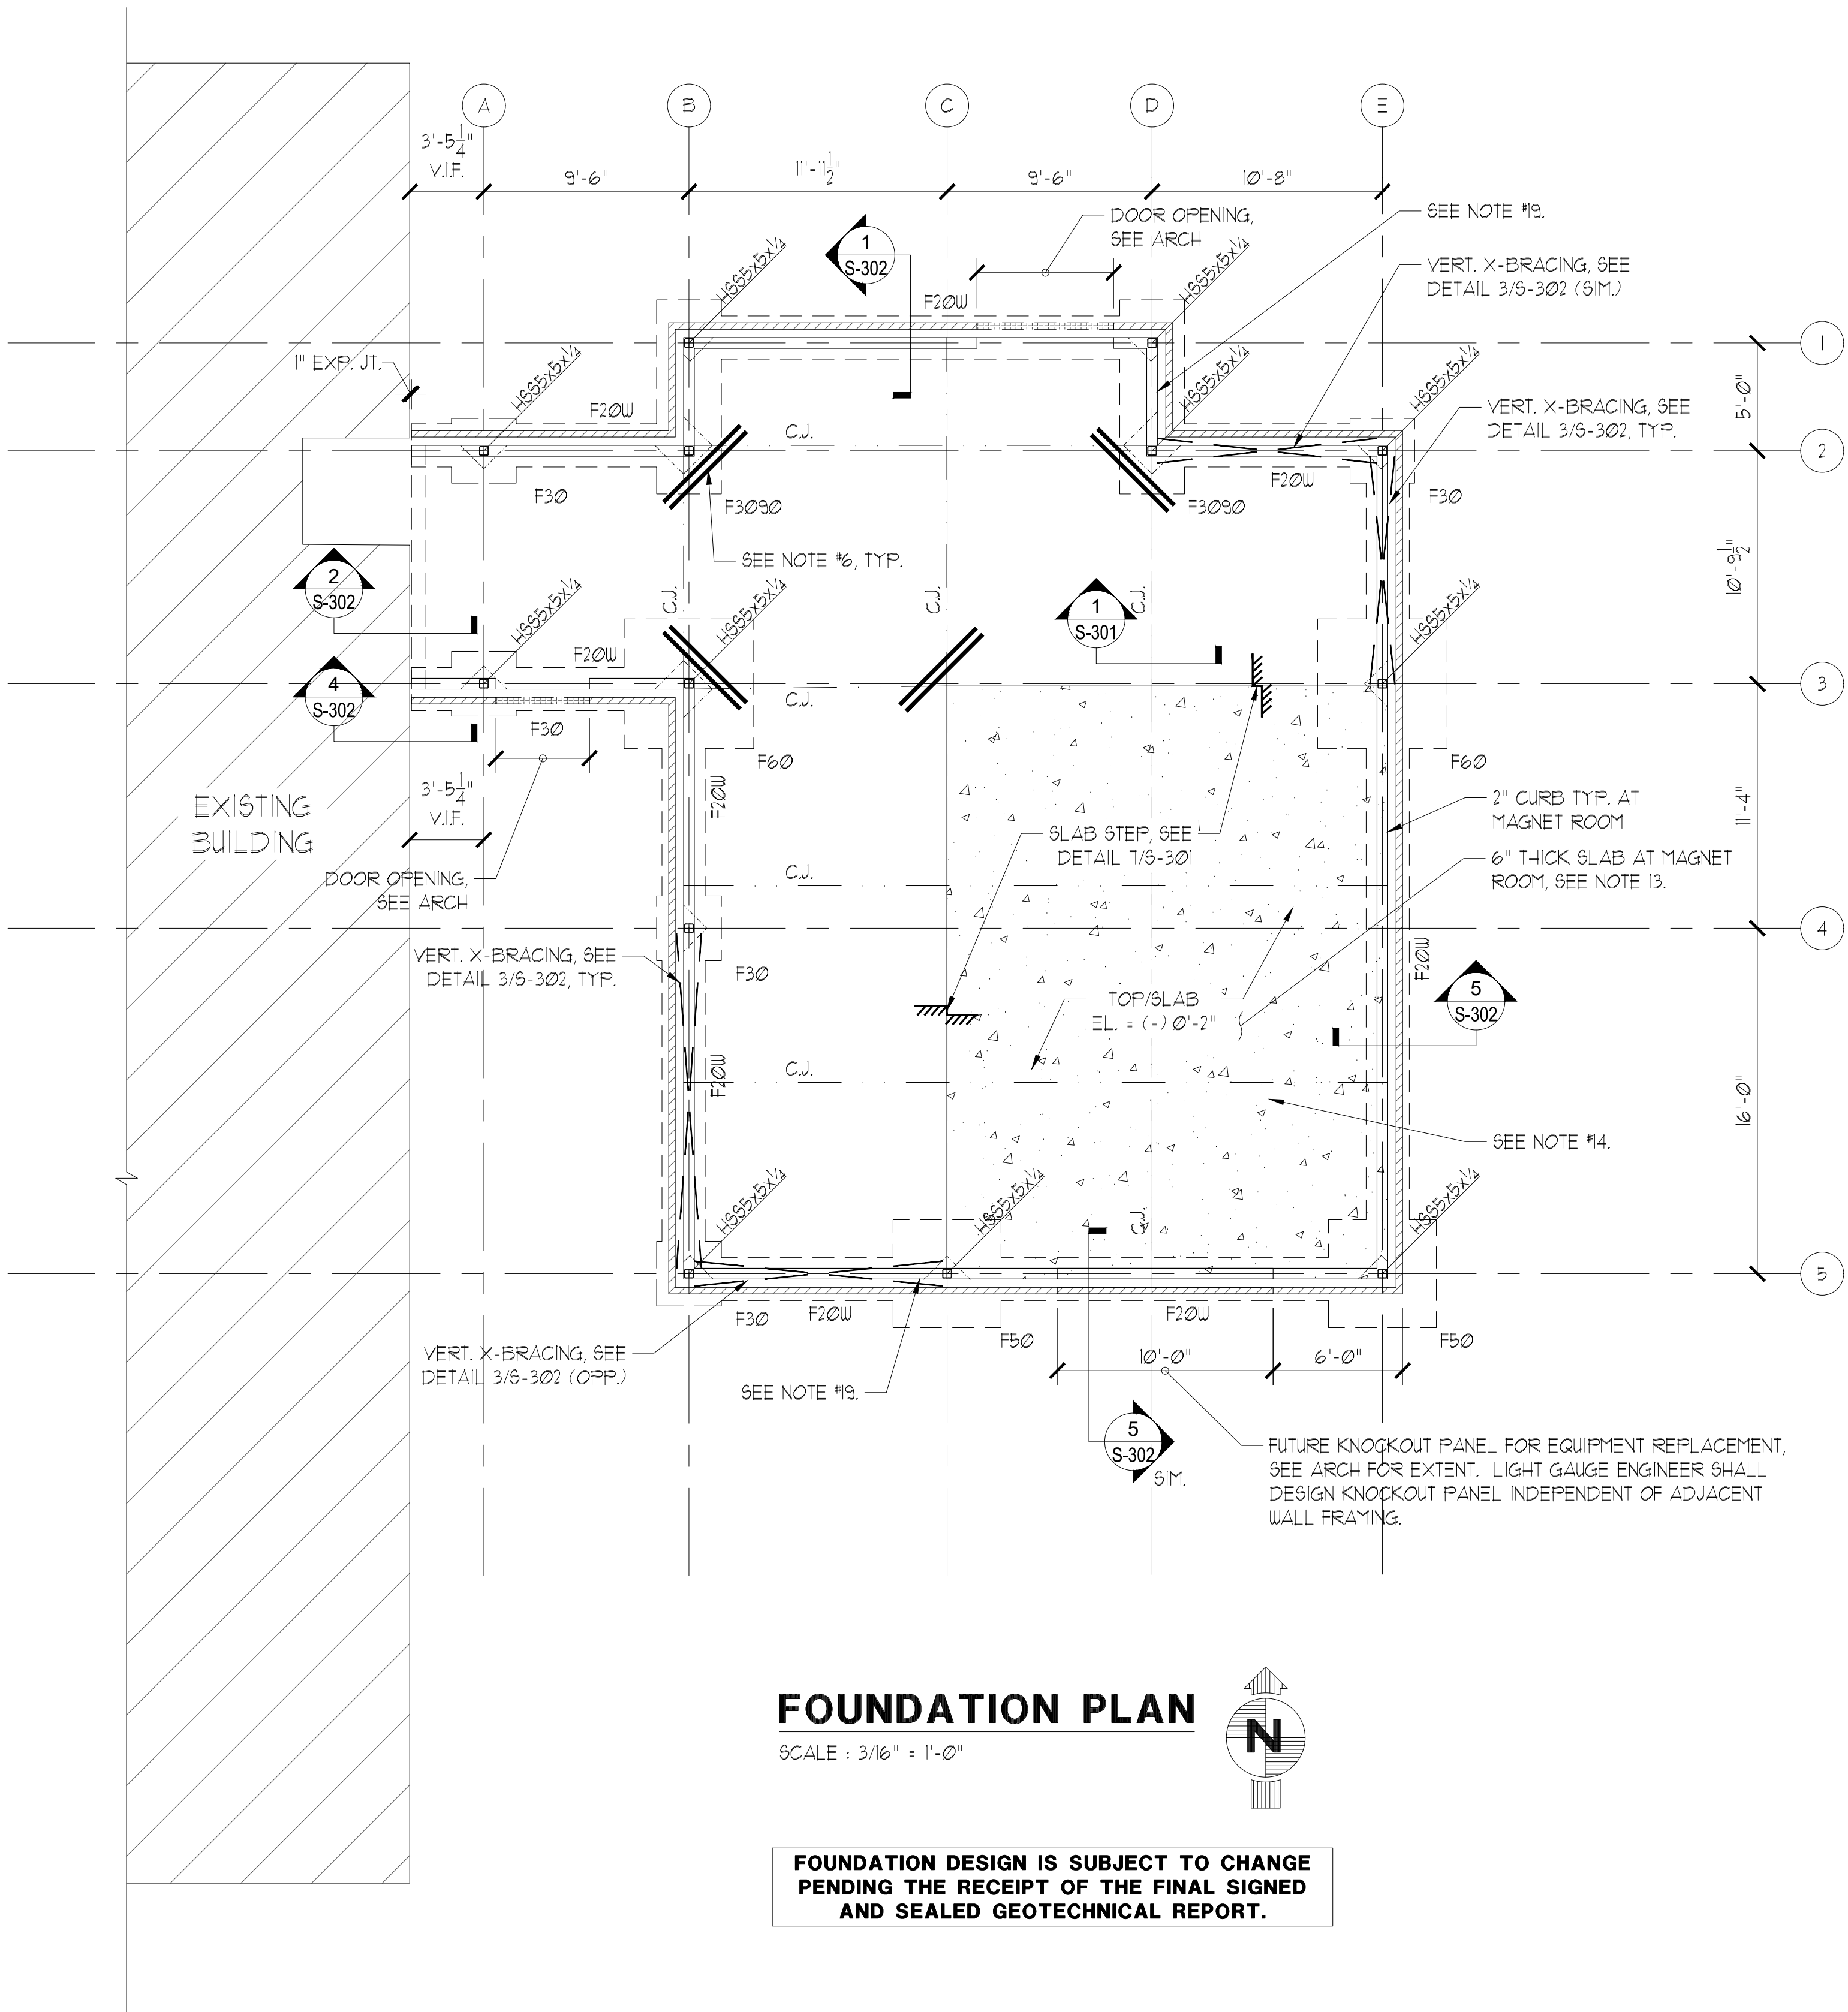 A
B
C
D
E
3'-5 1/4"
V.I.F.
9'-6"
11'-11 1/2"
9'-6"
10'-8"
DOOR OPENING,
SEE ARCH
SEE NOTE #19.
1
S-302
VERT. X-BRACING, SEE
DETAIL 3/S-302 (SIM.)
HSS5x5x1/4
HSS5x5x1/4
F20W
1
1" EXP. JT.
HSS5x5x1/4
HSS5x5x1/4
HSS5x5x1/4
5'-0"
F20W
VERT. X-BRACING, SEE
DETAIL 3/S-302, TYP.
C.J.
2
F20W
F30
F3090
F3090
F30
SEE NOTE #6, TYP.
10'-9 1/2"
2
S-302
HSS5x5x1/4
C.J.
HSS5x5x1/4
C.J.
1
S-301
C.J.
HSS5x5x1/4
F20W
4
S-302
3
C.J.
F30
F60
F60
3'-5 1/4"
V.I.F.
EXISTING
BUILDING
F20W
2" CURB TYP. AT
MAGNET ROOM
11'-4"
SLAB STEP, SEE
DETAIL 7/S-301
6" THICK SLAB AT MAGNET
ROOM, SEE NOTE 13.
DOOR OPENING,
SEE ARCH
C.J.
4
VERT. X-BRACING, SEE
DETAIL 3/S-302, TYP.
F30
F20W
5
S-302
TOP/SLAB
EL. = (-) 0'-2"
C.J.
F20W
16'-0"
SEE NOTE #14.
HSS5x5x1/4
HSS5x5x1/4
C.J.
HSS5x5x1/4
5
F30
F20W
F50
F20W
F50
VERT. X-BRACING, SEE
DETAIL 3/S-302 (OPP.)
10'-0"
6'-0"
SEE NOTE #19.
5
S-302
SIM.
FUTURE KNOCKOUT PANEL FOR EQUIPMENT REPLACEMENT,
SEE ARCH FOR EXTENT. LIGHT GAUGE ENGINEER SHALL
DESIGN KNOCKOUT PANEL INDEPENDENT OF ADJACENT
WALL FRAMING.
FOUNDATION PLAN
SCALE : 3/16" = 1'-0"
N
FOUNDATION DESIGN IS SUBJECT TO CHANGE
PENDING THE RECEIPT OF THE FINAL SIGNED
AND SEALED GEOTECHNICAL REPORT.